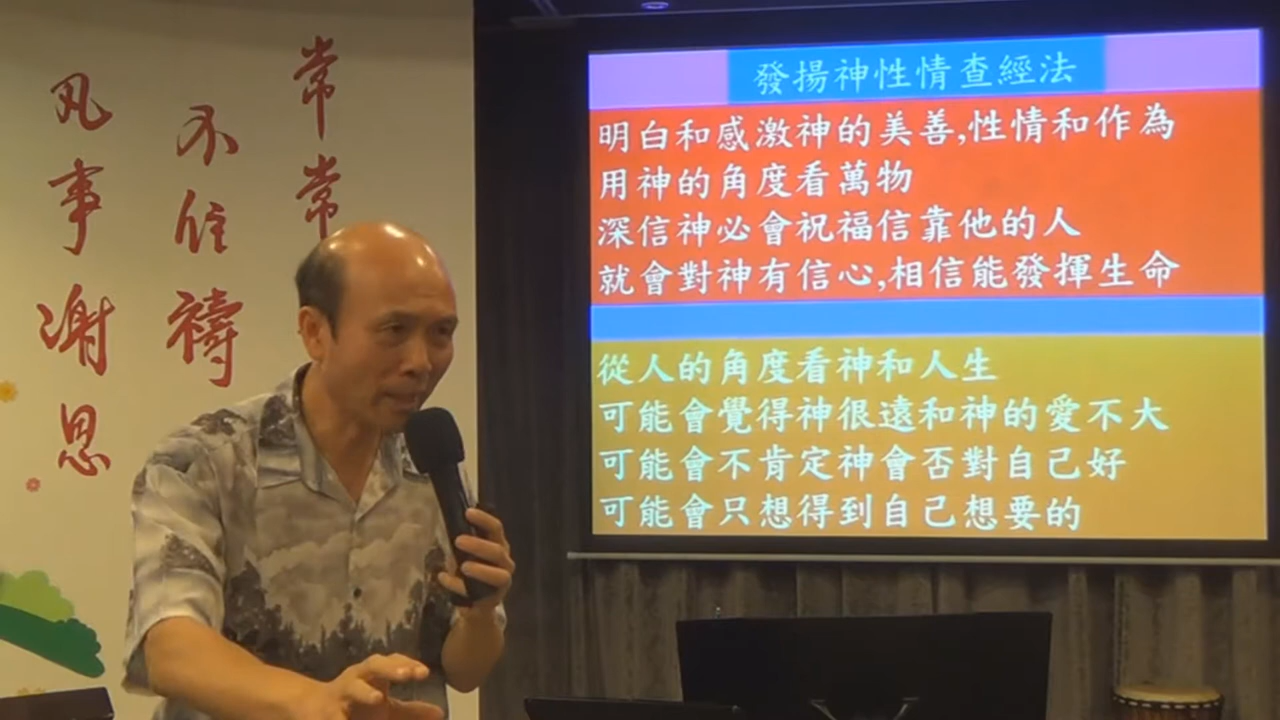 常常
不住禱
凡事謝恩
發揚神性情查經法
明白和感激神的美善,性情和作為
用神的角度看萬物
深信神必會祝福信靠他的人
就會對神有信心,相信能發揮生命
從人的角度看神和人生
可能會覺得神很遠和神的愛不大
可能會不肯定神會否對自己好
可能會只想得到自己想要的